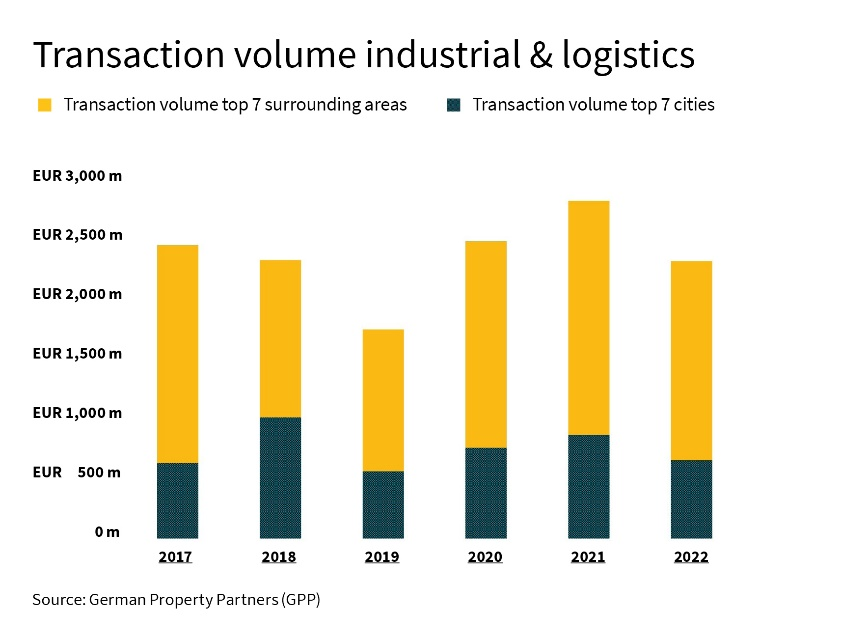 Transaction volume industrial & logistics
Transaction volume top 7 surrounding areas Transaction volume top 7 cities
EUR 3,000 m
EUR 2,500 m
EUR 2,000 m
EUR 1,500 m
EUR 1,000 m
EUR 500 m
0 m
2017 2018 2019 2020 2021 2022
Source: German Property Partners (GPP)